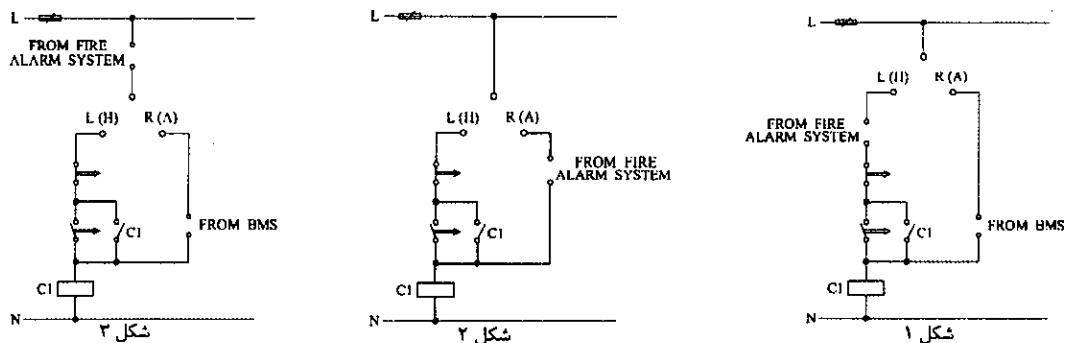 L
FROM FIRE
ALARM SYSTEM
L (H) R (A)
FROM BMS
C1
C1
N
شکل ۳
L
L (H) R (A)
FROM FIRE
ALARM SYSTEM
C1
C1
N
شکل ۲
L
L (H) R (A)
FROM FIRE
ALARM SYSTEM
C1
FROM BMS
C1
N
شکل ۱